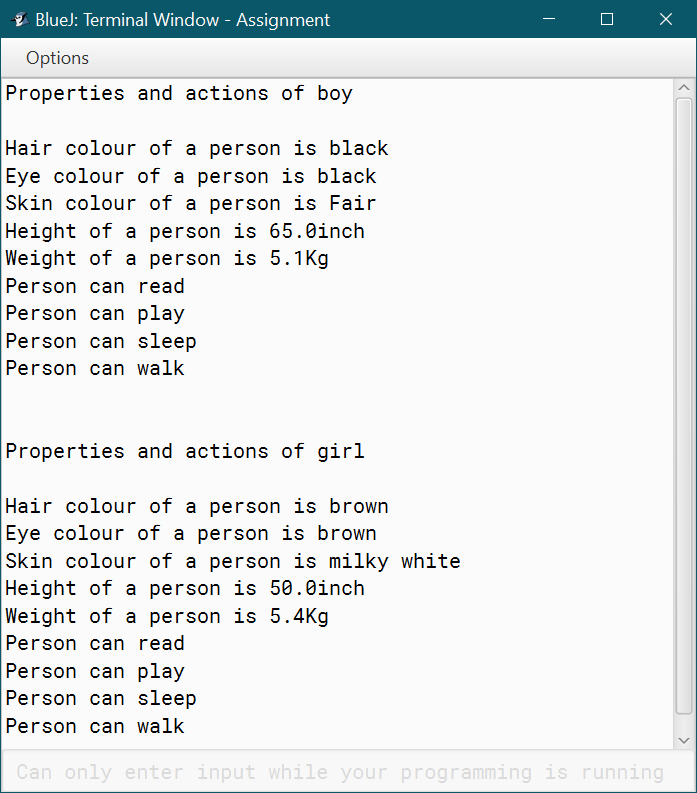 BlueJ: Terminal Window - Assignment
Options
Properties and actions of boy
Hair colour of a person is black
Eye colour of a person is black
Skin colour of a person is Fair
Height of a person is 65.0inch
Weight of a person is 5.1Kg
Person can read
Person can play
Person can sleep
Person can walk
Properties and actions of girl
Hair colour of a person is brown
Eye colour of a person is brown
Skin colour of a person is milky white
Height of a person is 50.0inch
Weight of a person is 5.4Kg
Person can read
Person can play
Person can sleep
Person can walk
Can only enter input while your programming is running